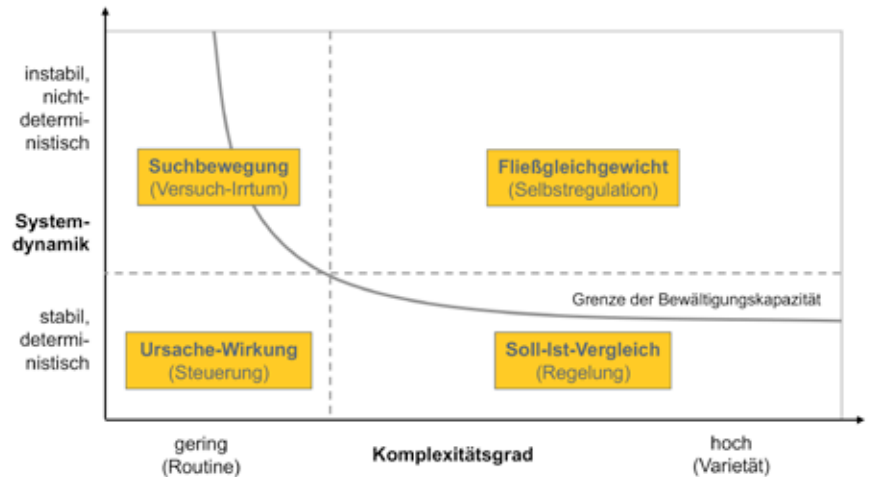 instabil,
nicht-
determi-
nistisch
Suchbewegung
(Versuch-Irrtum)
Fließgleichgewicht
(Selbstregulation)
System-
dynamik
Grenze der Bewältigungskapazität
stabil,
determi-
nistisch
Ursache-Wirkung
(Steuerung)
Soll-Ist-Vergleich
(Regelung)
gering
(Routine)
Komplexitätsgrad
hoch
(Varietät)